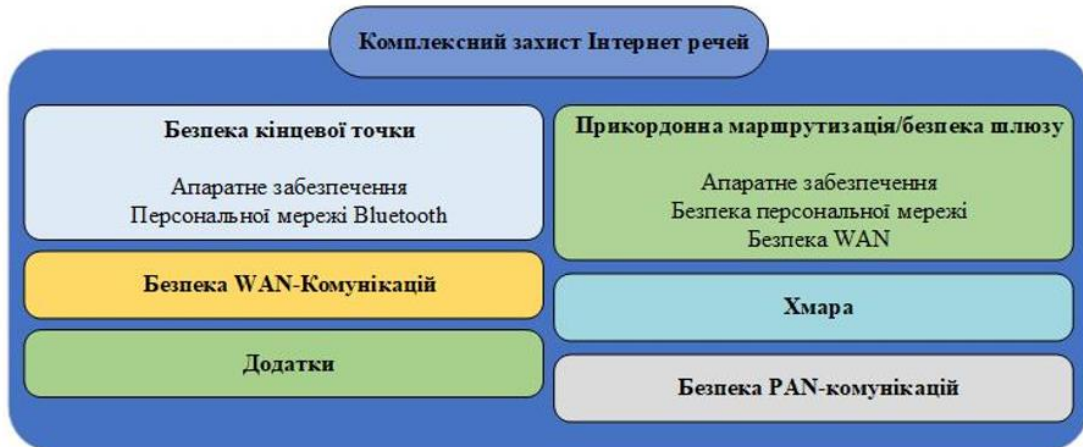 Комплексний захист Інтернет речей
Безпека кінцевої точки
Апаратне забезпечення
Персональної мережі Bluetooth
Безпека WAN-Комунікацій
Додатки
Прикордонна маршрутизація/безпека шлюзу
Апаратне забезпечення
Безпека персональної мережі
Безпека WAN
Хмара
Безпека PAN-комунікацій